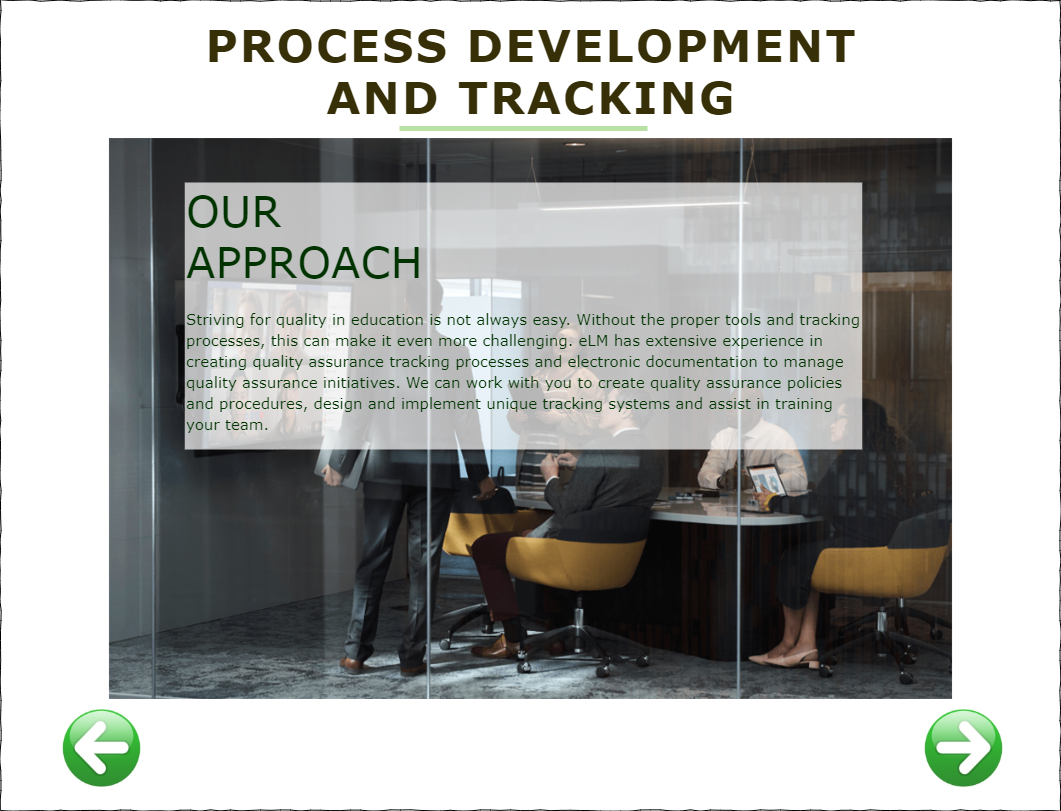 PROCESS DEVELOPMENT
AND TRACKING
OUR
APPROACH
Striving for quality in education is not always easy. Without the proper tools and tracking
processes, this can make it even more challenging. eLM has extensive experience in
creating quality assurance tracking processes and electronic documentation to manage
quality assurance initiatives. We can work with you to create quality assurance policies
and procedures, design and implement unique tracking systems and assist in training
your team.